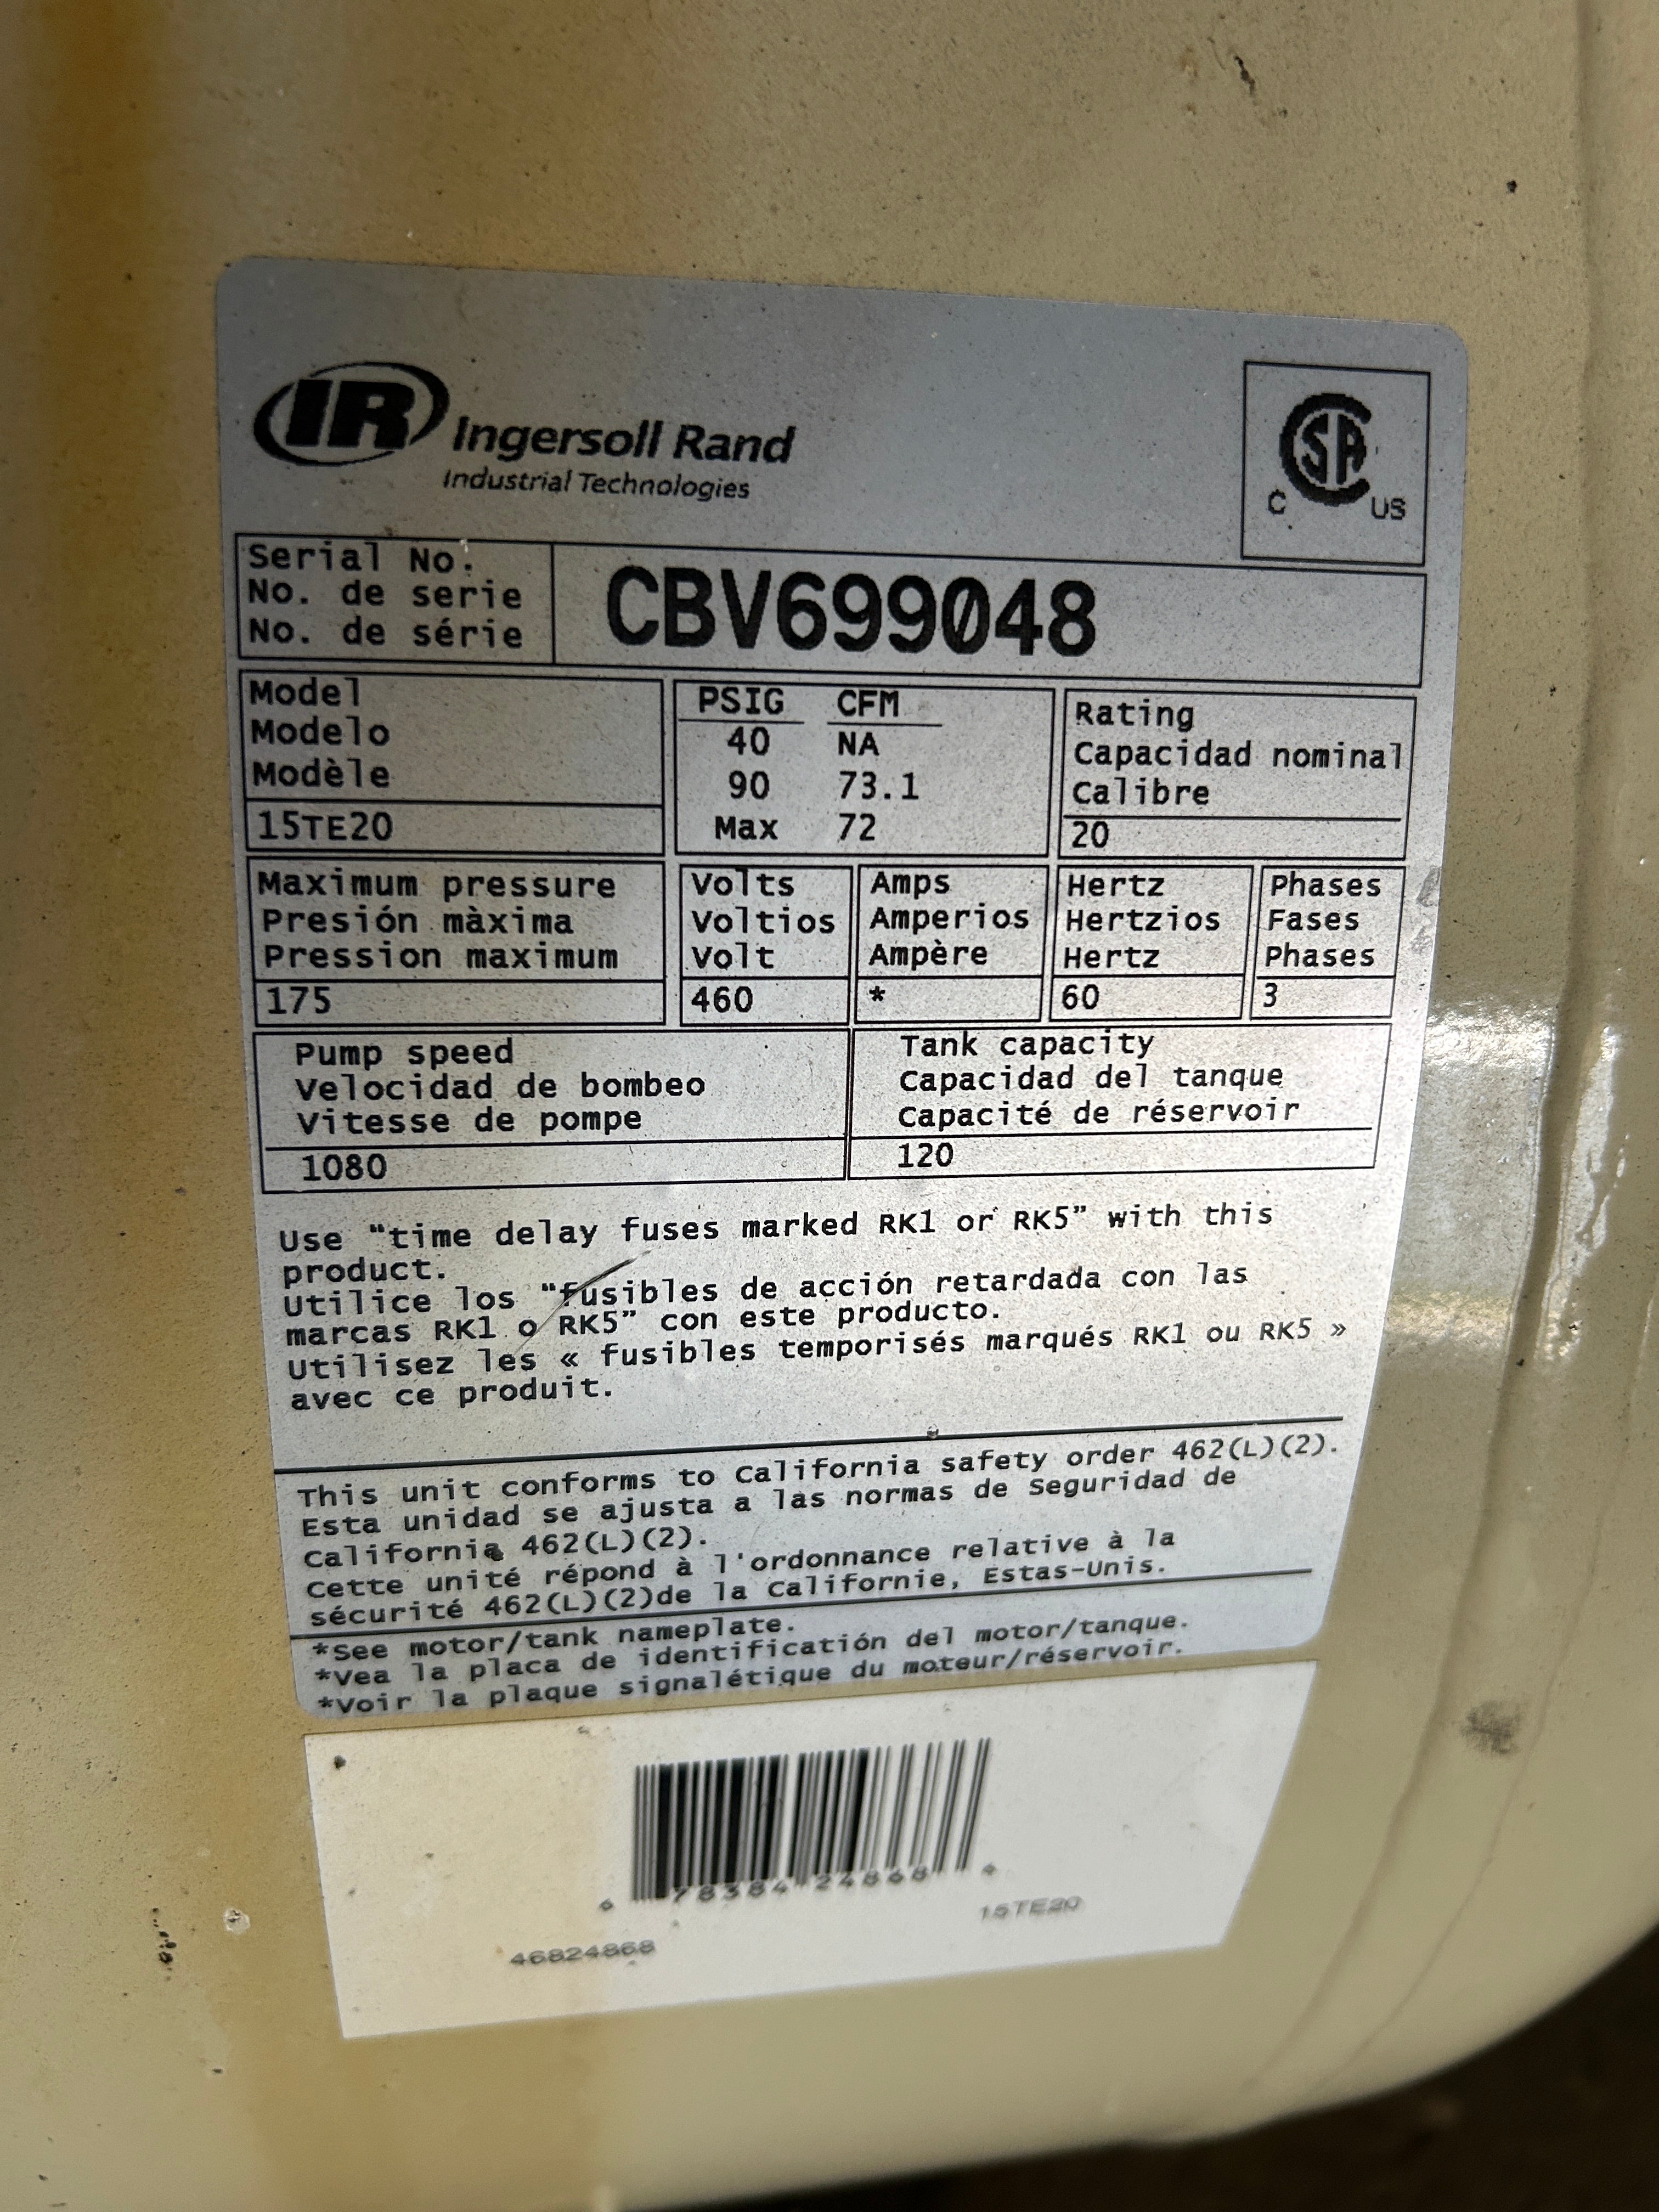 IR Ingersoll Rand
Industrial Technologies
C SA US
Serial No.
No. de serie
No. de série
CBV699048
Model
Modelo
Modèle
15TE20
PSIG CFM
40 NA
90 73.1
Max 72
Rating
Capacidad nominal
Calibre
20
Maximum pressure
Presión màxima
Pression maximum
175
Volts
Voltios
Volt
460
Amps
Amperios
Ampère
*
Hertz
Hertzios
Hertz
60
Phases
Fases
Phases
3
Pump speed
Velocidad de bombeo
Vitesse de pompe
1080
Tank capacity
Capacidad del tanque
Capacité de réservoir
120
Use "time delay fuses marked RK1 or RK5" with this
product.
Utilice los "fusibles de acción retardada con las
marcas RK1 o RK5" con este producto.
Utilisez les « fusibles temporisés marqués RK1 ou RK5 »
avec ce produit.
This unit conforms to California safety order 462(L)(2).
Esta unidad se ajusta a las normas de Seguridad de
California 462(L)(2).
Cette unité répond à l'ordonnance relative à la
sécurité 462(L)(2)de la Californie, Estas-Unis.
*See motor/tank nameplate.
*Vea la placa de identificación del motor/tanque.
*Voir la plaque signalétique du moteur/réservoir.
6 78384 24868 4
15TE20
46824868